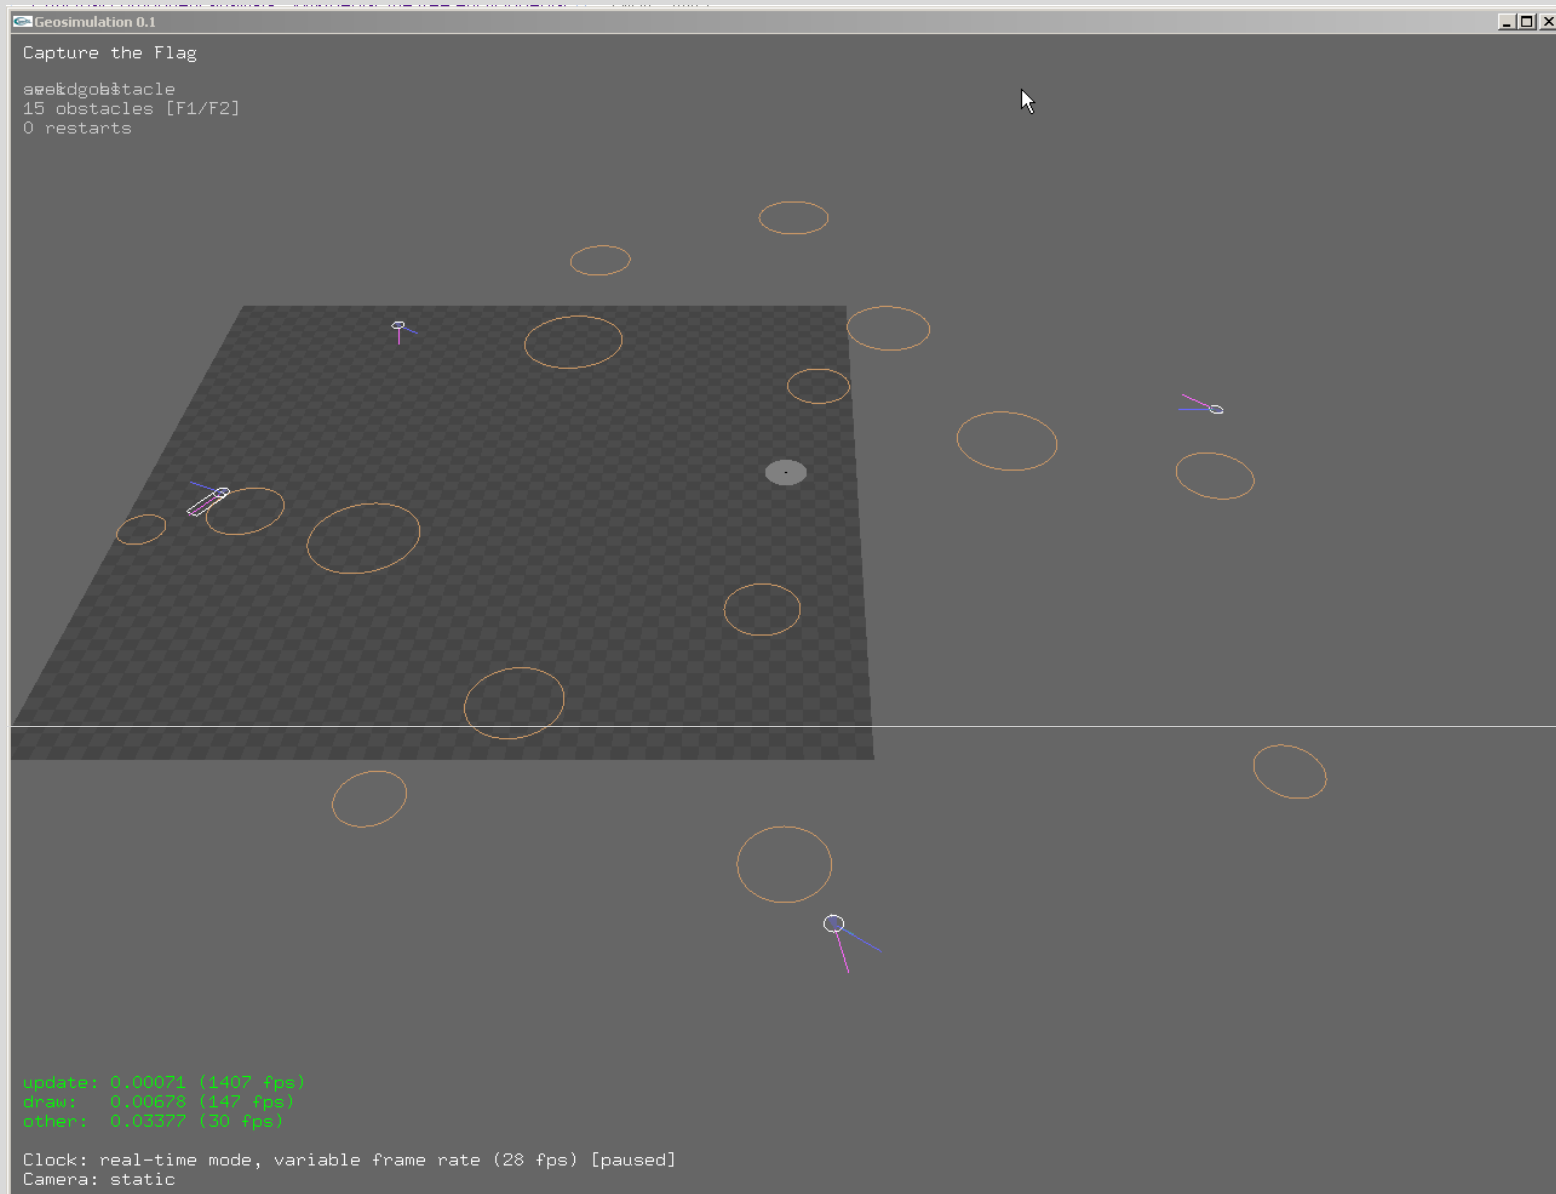 Geosimulation 0.1
Capture the Flag
15 obstacles [F1/F2]
0 restarts
update: 0.00071 (1407 fps)
draw: 0.00678 (147 fps)
other: 0.03377 (30 fps)
Clock: real-time mode, variable frame rate (28 fps) [paused]
Camera: static